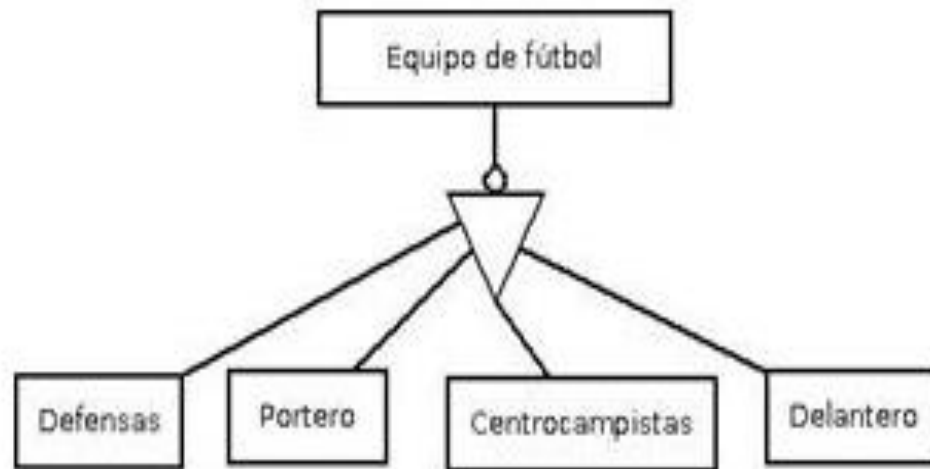 Equipo de fútbol
Defensas
Portero
Centrocampistas
Delantero